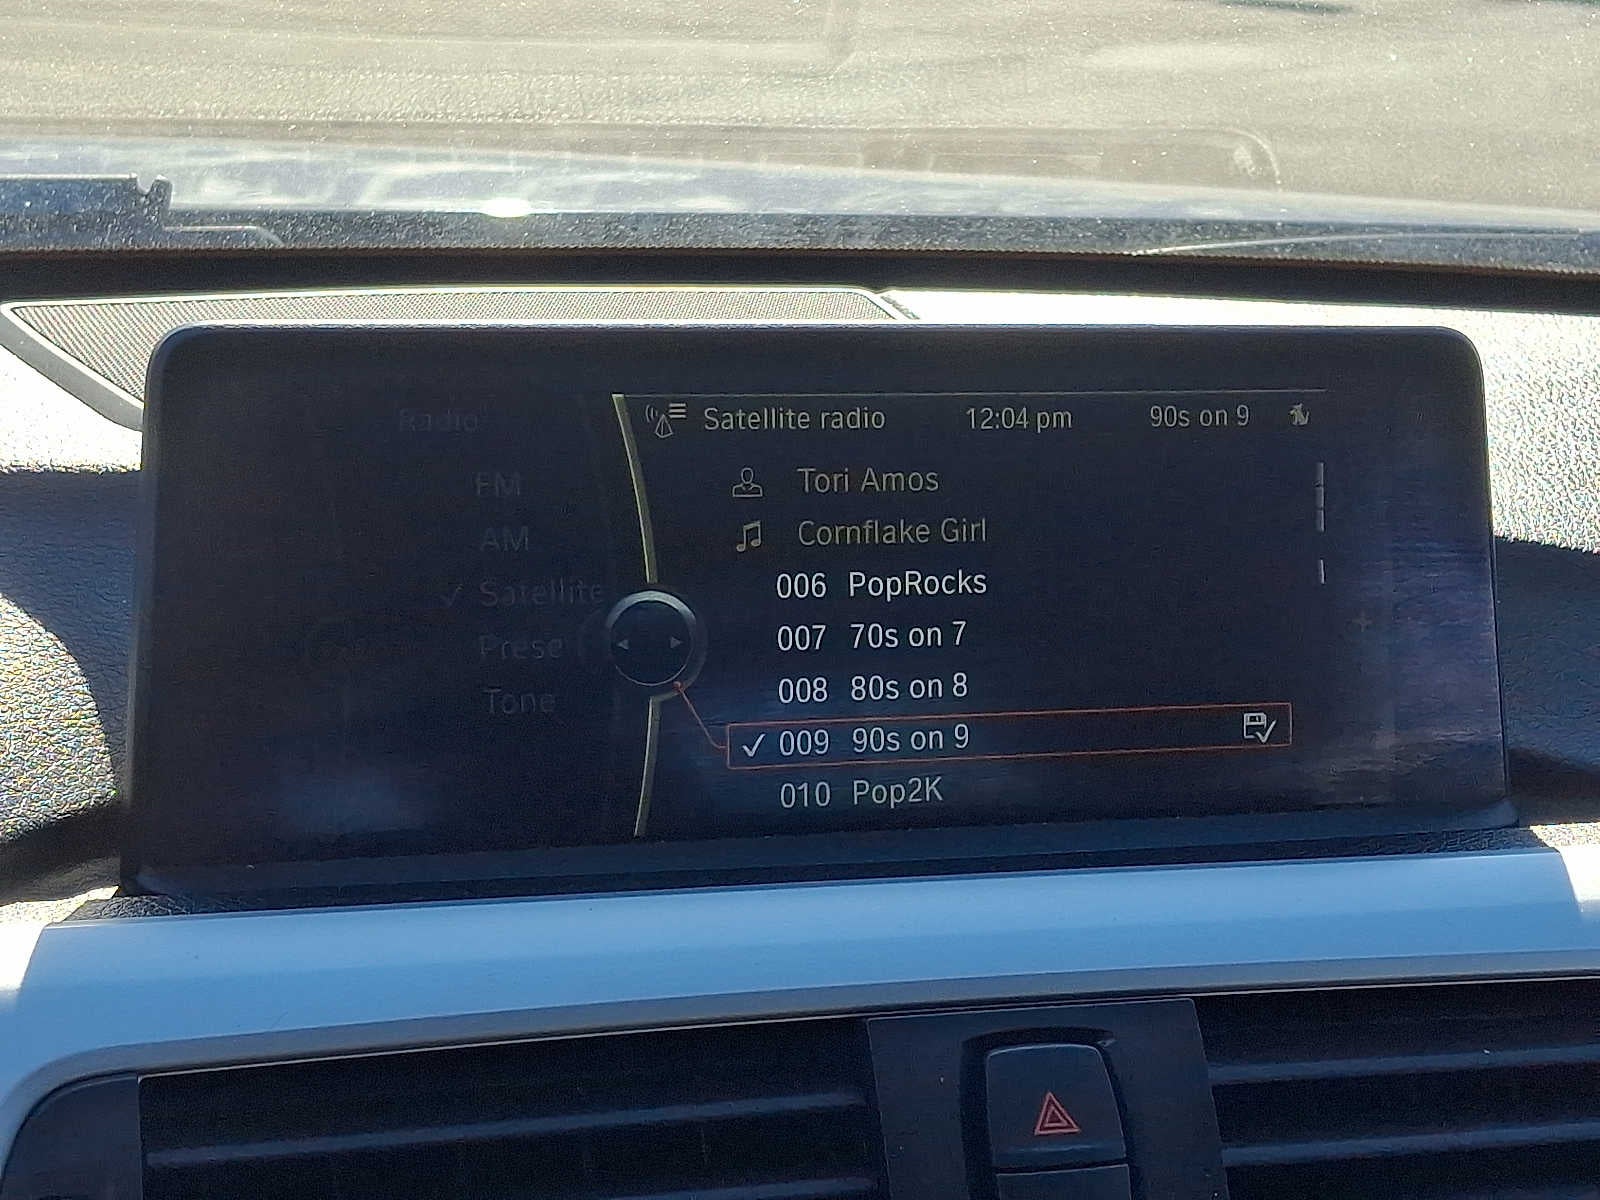 Radio
FM
AM
Satellite
Prese
Tone
Satellite radio 12:04 pm 90s on 9
Tori Amos
Cornflake Girl
006 PopRocks
007 70s on 7
008 80s on 8
009 90s on 9
010 Pop2K